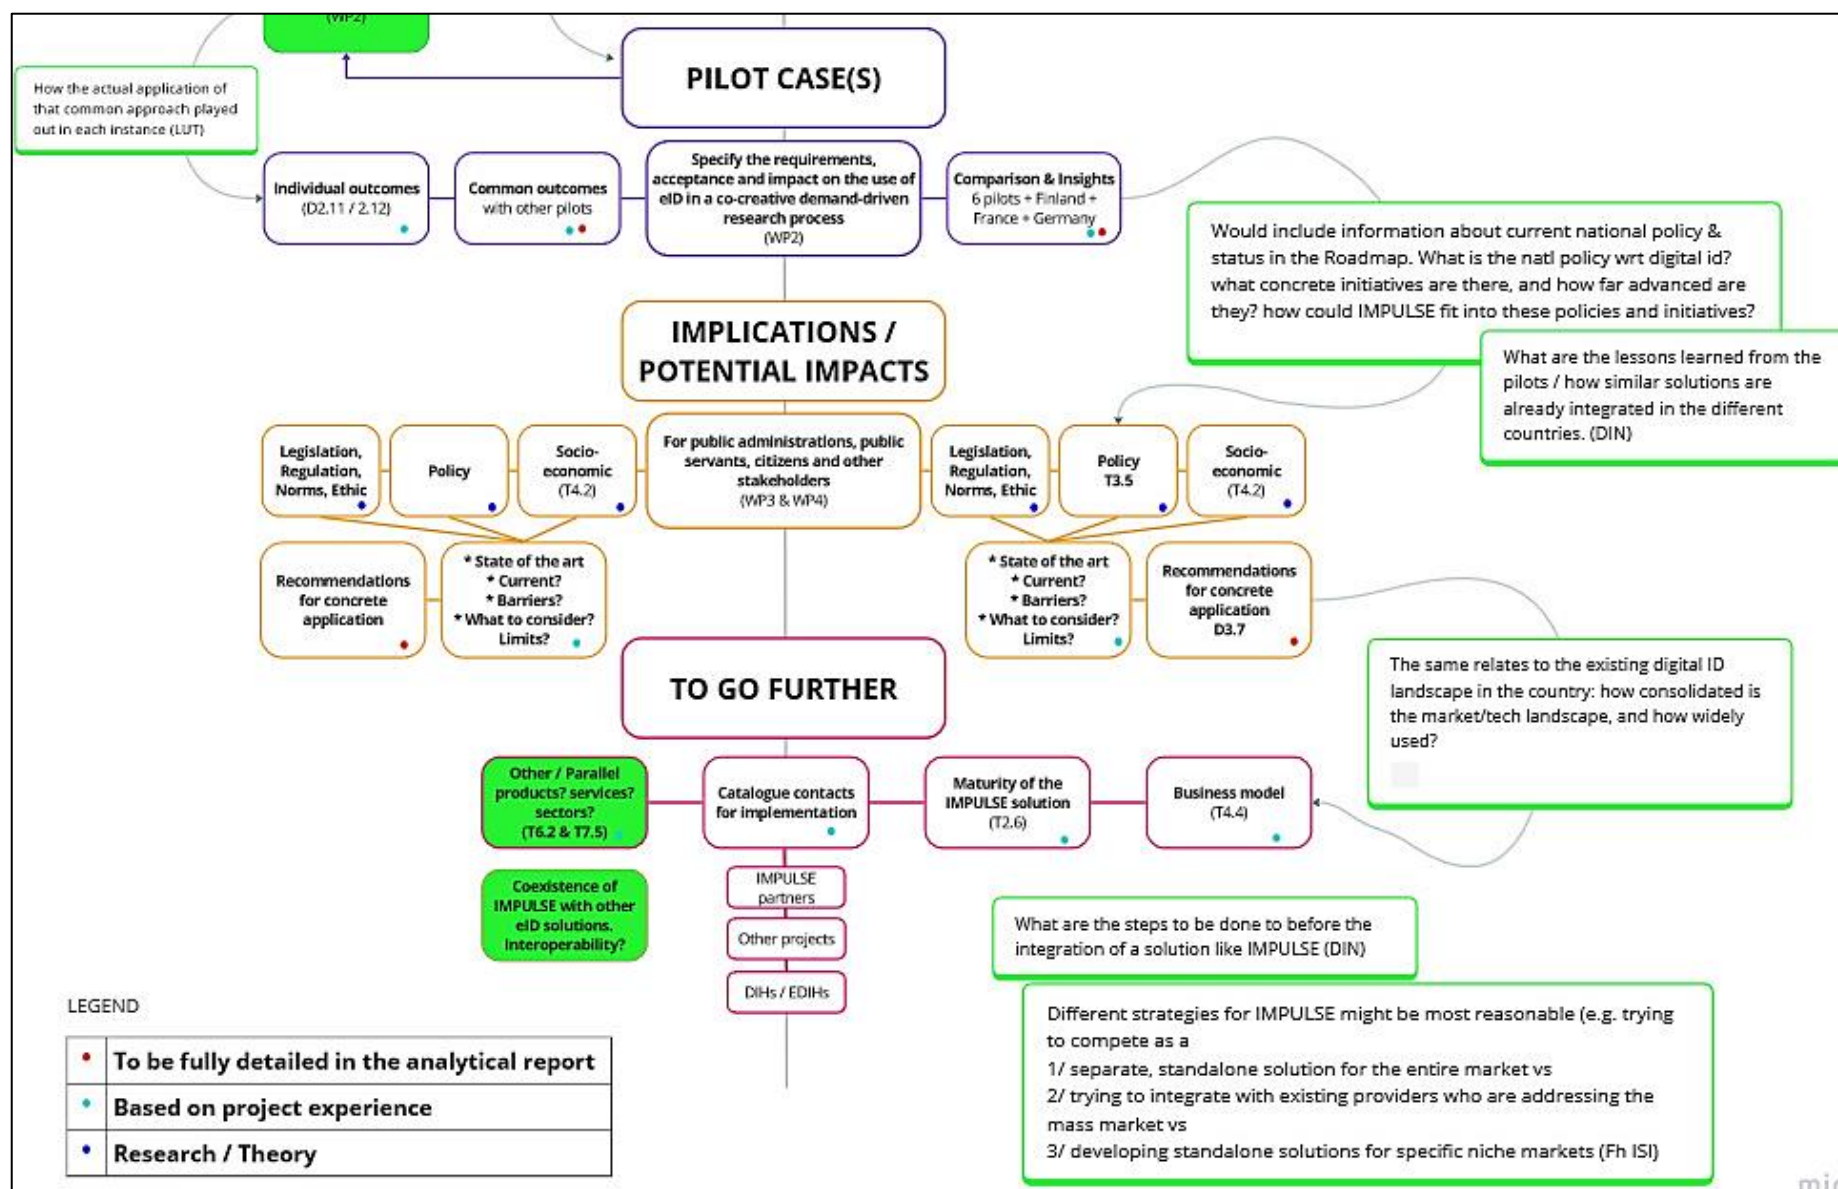 (WP2)
PILOT CASE(S)
How the actual application of
that common approach played
out in each instance (LUT)
Individual outcomes
(D2.11 / 2.12)
Common outcomes
with other pilots
Specify the requirements,
acceptance and impact on the use of
eID in a co-creative demand-driven
research process
(WP2)
Comparison & Insights
6 pilots + Finland +
France + Germany
Would include information about current national policy &
status in the Roadmap. What is the natl policy wrt digital id?
what concrete initiatives are there, and how far advanced are
they? how could IMPULSE fit into these policies and initiatives?
What are the lessons learned from the
pilots / how similar solutions are
already integrated in the different
countries. (DIN)
IMPLICATIONS /
POTENTIAL IMPACTS
Legislation,
Regulation,
Norms, Ethic
Policy
Socio-
economic
(T4.2)
For public administrations, public
servants, citizens and other
stakeholders
(WP3 & WP4)
Legislation,
Regulation,
Norms, Ethic
Policy
T3.5
Socio-
economic
(T4.2)
Recommendations
for concrete
application
* State of the art
* Current?
* Barriers?
* What to consider?
Limits?
* State of the art
* Current?
* Barriers?
* What to consider?
Limits?
Recommendations
for concrete
application
D3.7
TO GO FURTHER
The same relates to the existing digital ID
landscape in the country: how consolidated is
the market/tech landscape, and how widely
used?
Other / Parallel
products? services?
sectors?
(T6.2 & T7.5)
Catalogue contacts
for implementation
Maturity of the
IMPULSE solution
(T2.6)
Business model
(T4.4)
Coexistence of
IMPULSE with other
eID solutions.
Interoperability?
IMPULSE
partners
Other projects
DIHs / EDIHs
What are the steps to be done to before the
integration of a solution like IMPULSE (DIN)
Different strategies for IMPULSE might be most reasonable (e.g. trying
to compete as a
1/ separate, standalone solution for the entire market vs
2/ trying to integrate with existing providers who are addressing the
mass market vs
3/ developing standalone solutions for specific niche markets (Fh ISI)
LEGEND
To be fully detailed in the analytical report
Based on project experience
Research / Theory